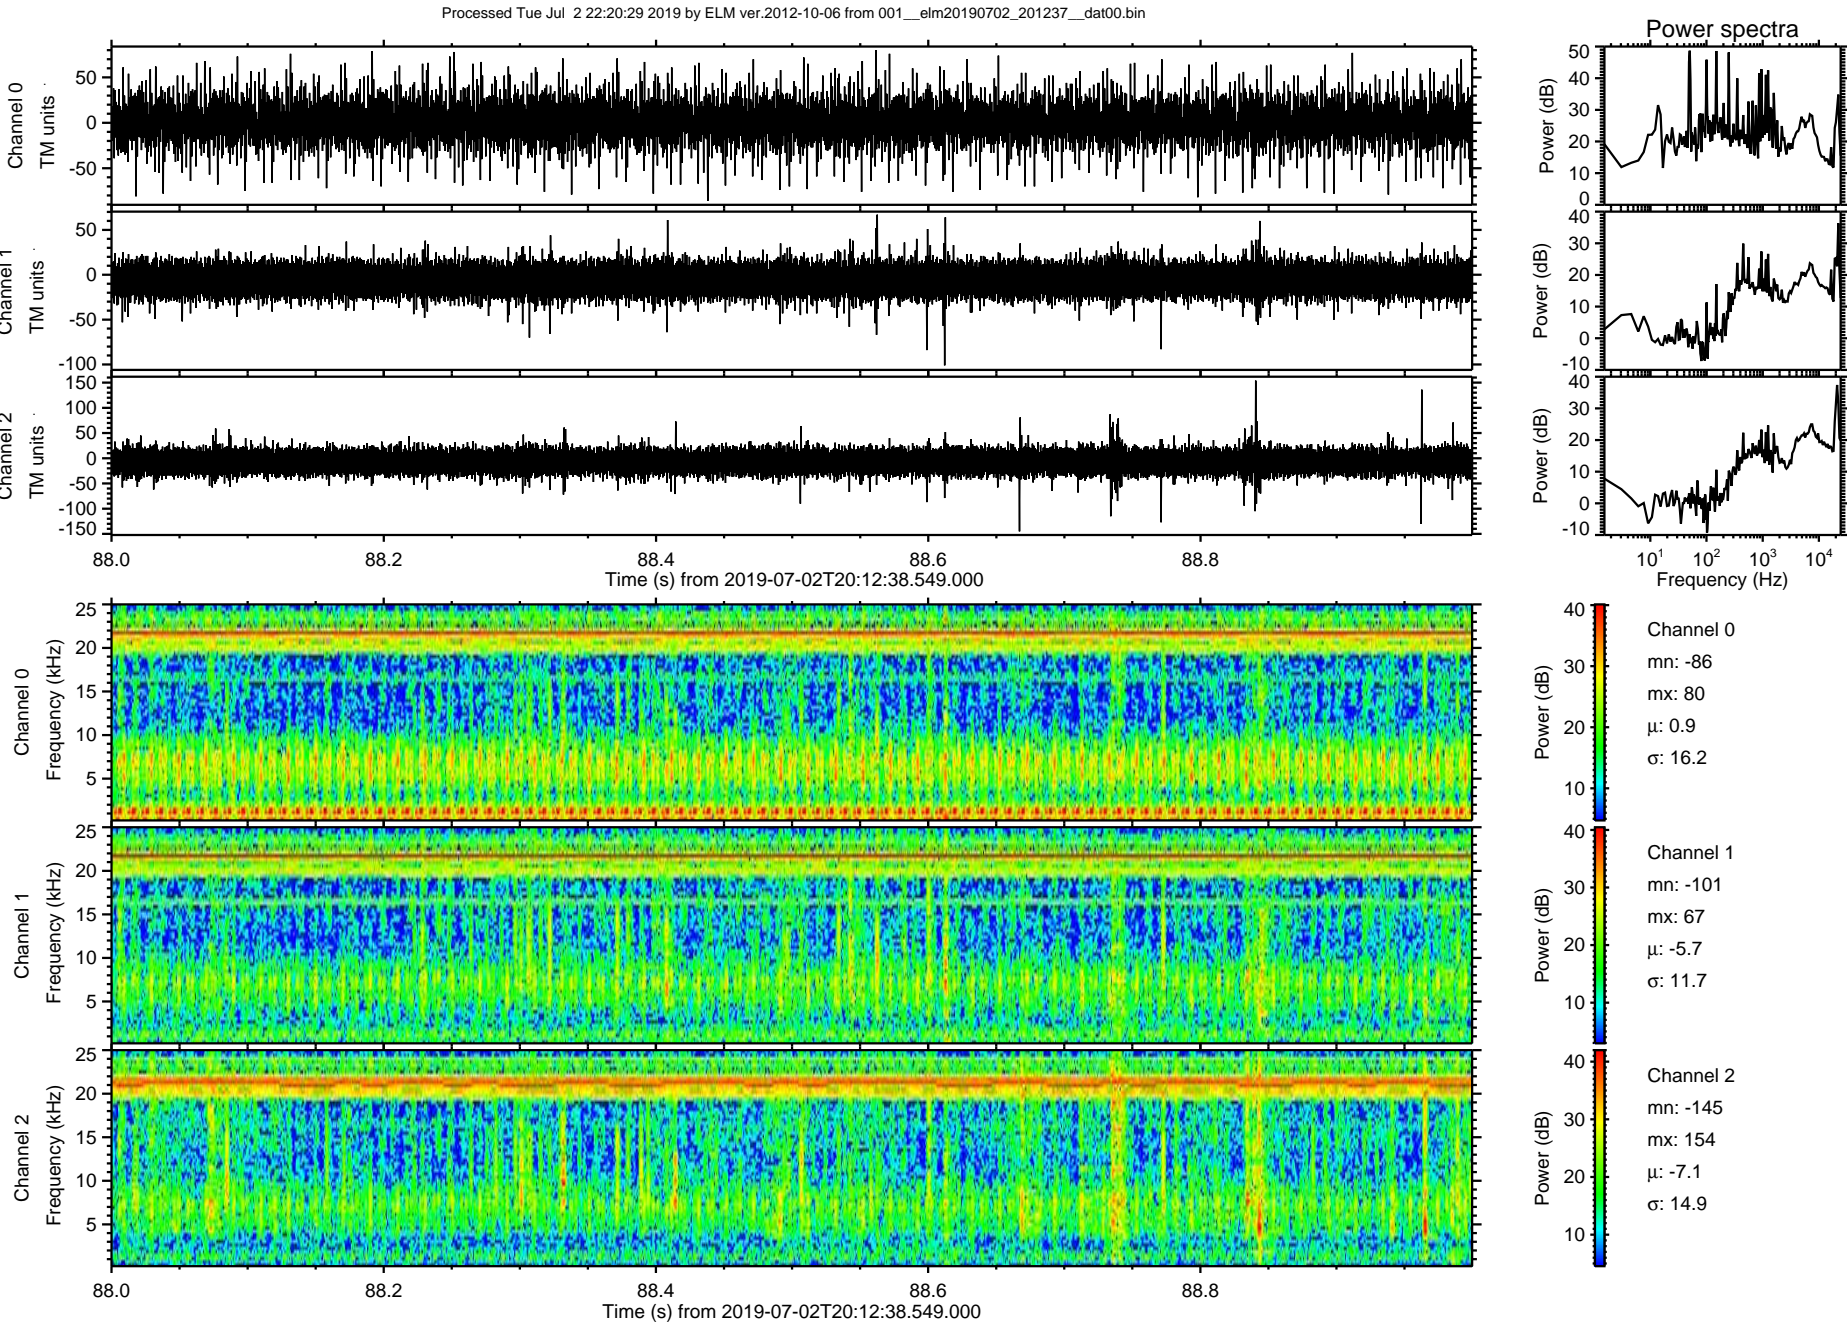 Processed Tue Jul  2 22:20:29 2019 by ELM ver.2012-10-06 from 001__elm20190702_201237__dat00.bin
Power spectra
Channel 0
TM units
50
0
-50
Power (dB)
50
40
30
20
10
0
Channel 1
TM units
50
0
-50
-100
Power (dB)
40
30
20
10
0
-10
Channel 2
TM units
150
100
50
0
-50
-100
-150
Power (dB)
40
30
20
10
0
-10
88.0 88.2 88.4 88.6 88.8
Time (s) from 2019-07-02T20:12:38.549.000
10¹ 10² 10³ 10⁴
Frequency (Hz)
Channel 0
Frequency (kHz)
25
20
15
10
5
Power (dB)
40
30
20
10
Channel 0
mn: -86
mx: 80
μ: 0.9
σ: 16.2
Channel 1
Frequency (kHz)
25
20
15
10
5
Power (dB)
40
30
20
10
Channel 1
mn: -101
mx: 67
μ: -5.7
σ: 11.7
Channel 2
Frequency (kHz)
25
20
15
10
5
Power (dB)
40
30
20
10
Channel 2
mn: -145
mx: 154
μ: -7.1
σ: 14.9
88.0 88.2 88.4 88.6 88.8
Time (s) from 2019-07-02T20:12:38.549.000